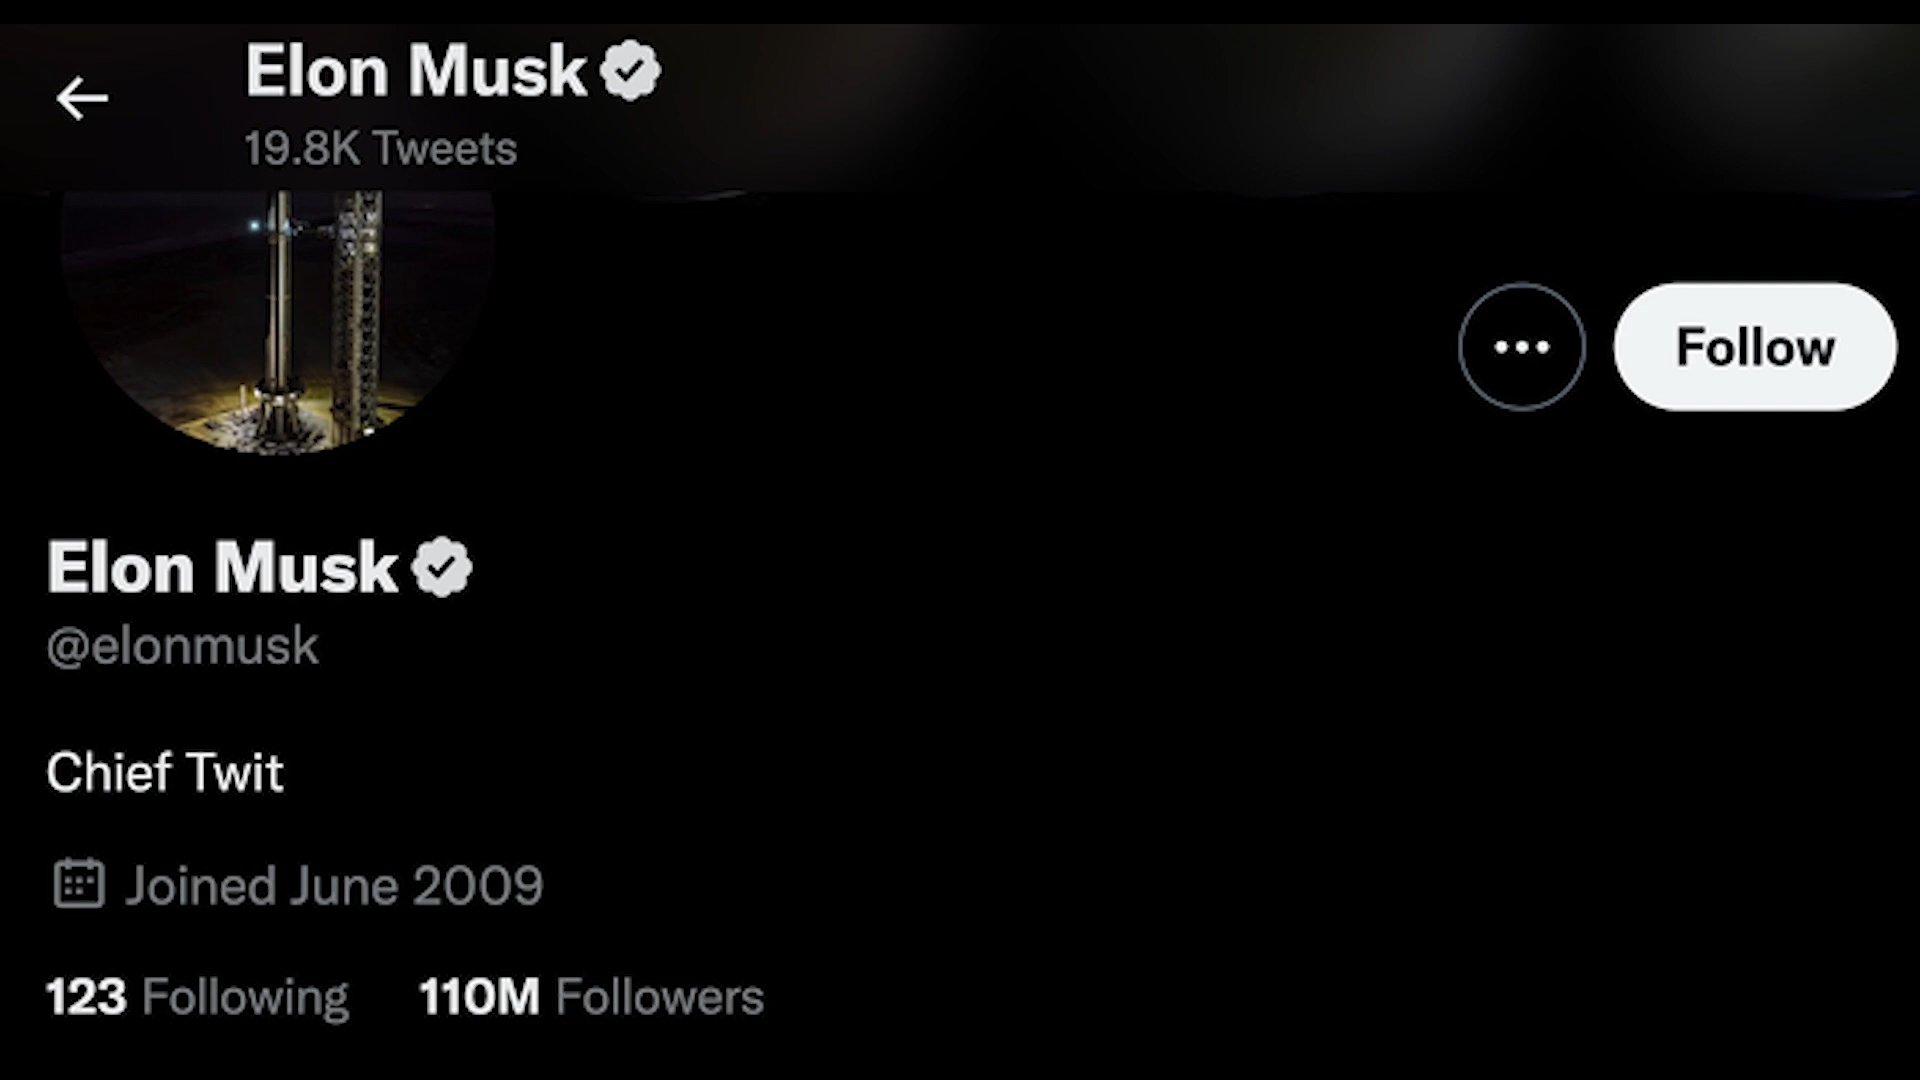 Elon Musk
19.8K Tweets
Follow
Elon Musk
@elonmusk
Chief Twit
Joined June 2009
123 Following 110M Followers